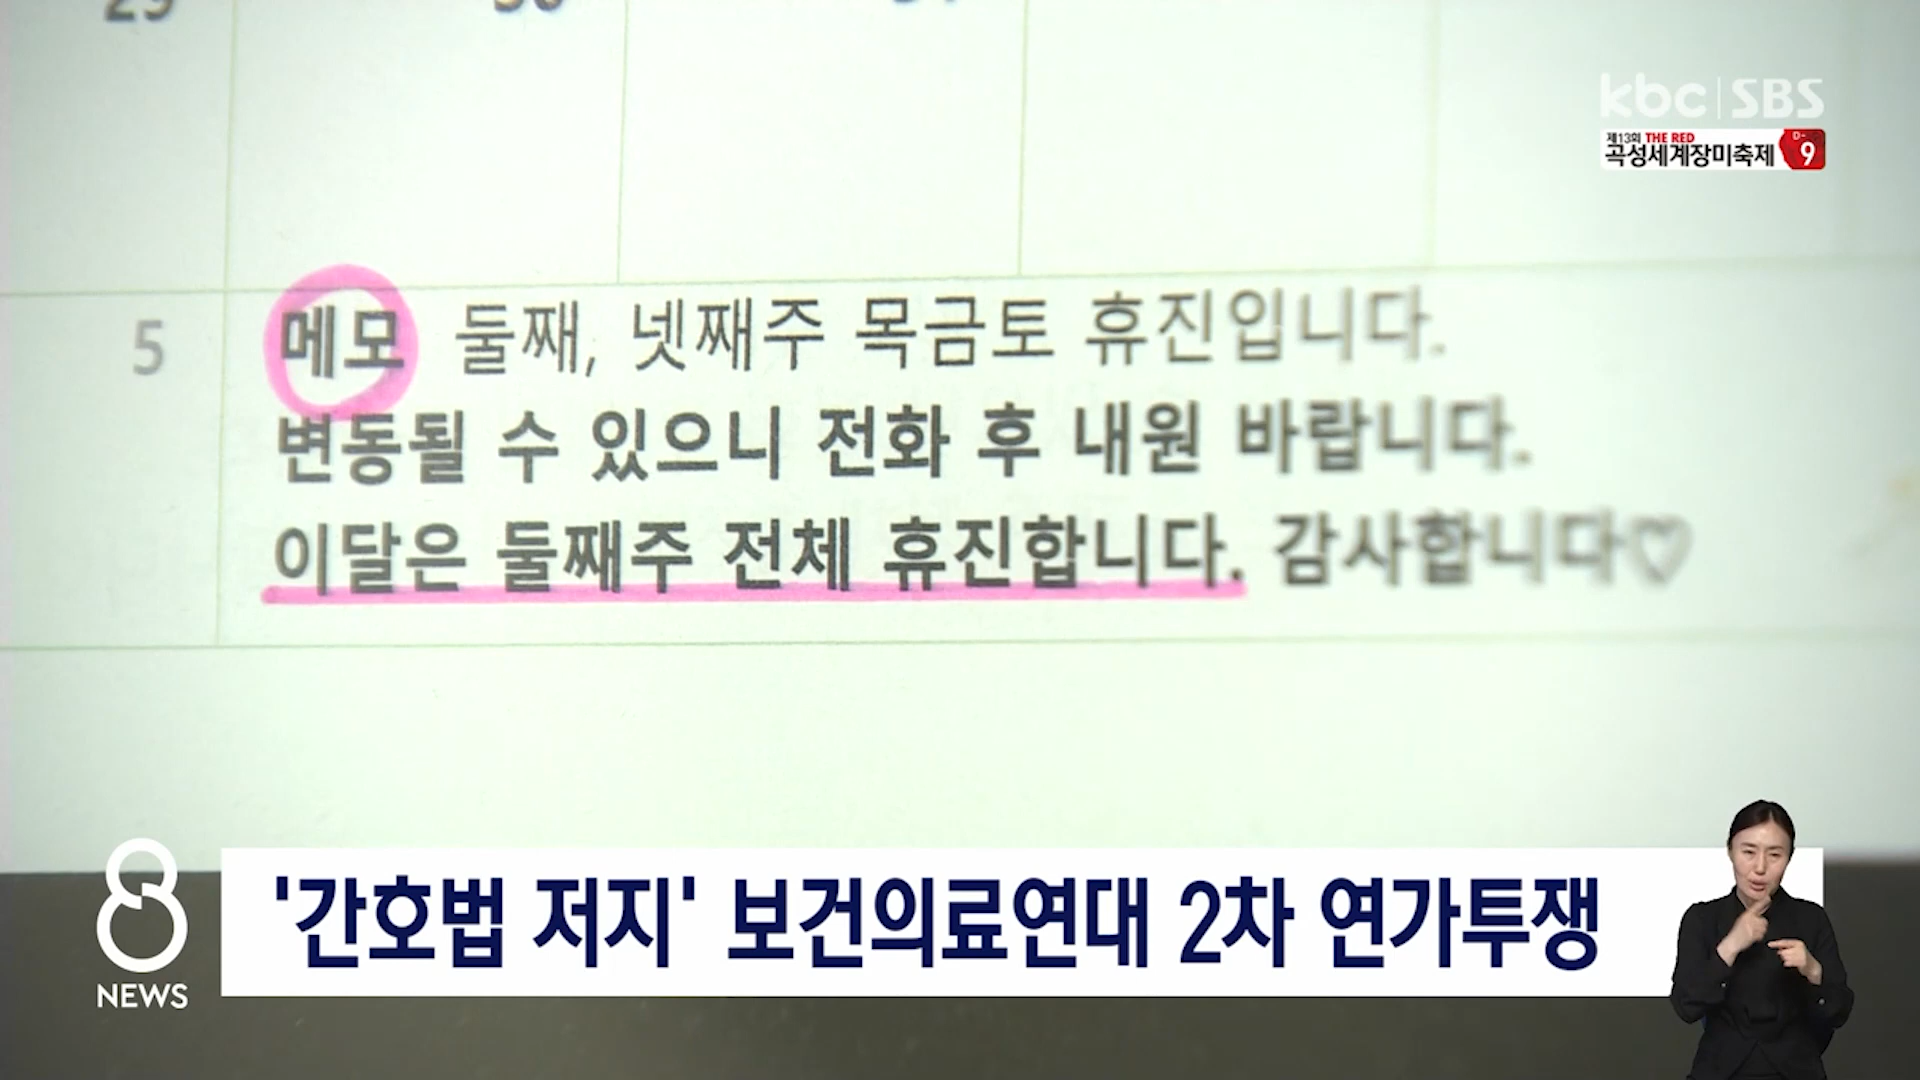 29 30 31
kbc SBS
제13회 THE RED
곡성세계장미축제
D-
9
5
메모 둘째, 넷째주 목금토 휴진입니다.
변동될 수 있으니 전화 후 내원 바랍니다.
이달은 둘째주 전체 휴진합니다. 감사합니다♡
8
NEWS
'간호법 저지' 보건의료연대 2차 연가투쟁